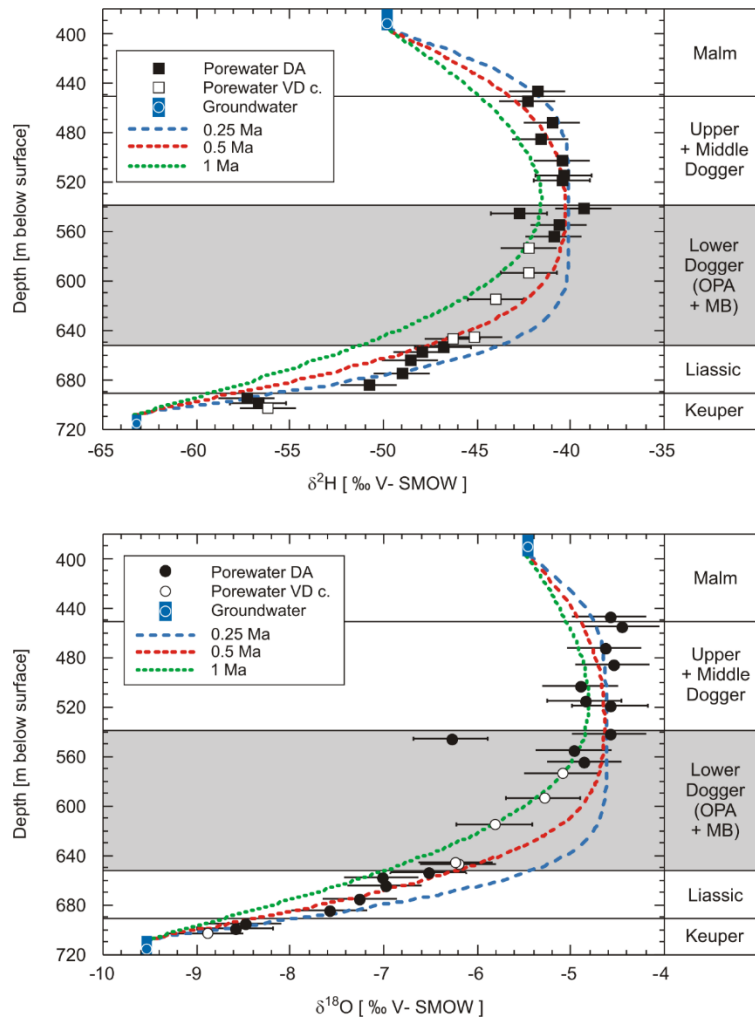 400
440
480
520
560
600
640
680
720
Depth [m below surface]
Porewater DA
Porewater VD c.
Groundwater
0.25 Ma
0.5 Ma
1 Ma
Malm
Upper
+ Middle
Dogger
Lower
Dogger
(OPA
+ MB)
Liassic
Keuper
-65 -60 -55 -50 -45 -40 -35
δ²H [ ‰ V- SMOW ]
400
440
480
520
560
600
640
680
720
Depth [m below surface]
Porewater DA
Porewater VD c.
Groundwater
0.25 Ma
0.5 Ma
1 Ma
Malm
Upper
+ Middle
Dogger
Lower
Dogger
(OPA
+ MB)
Liassic
Keuper
-10 -9 -8 -7 -6 -5 -4
δ¹⁸O [ ‰ V- SMOW ]